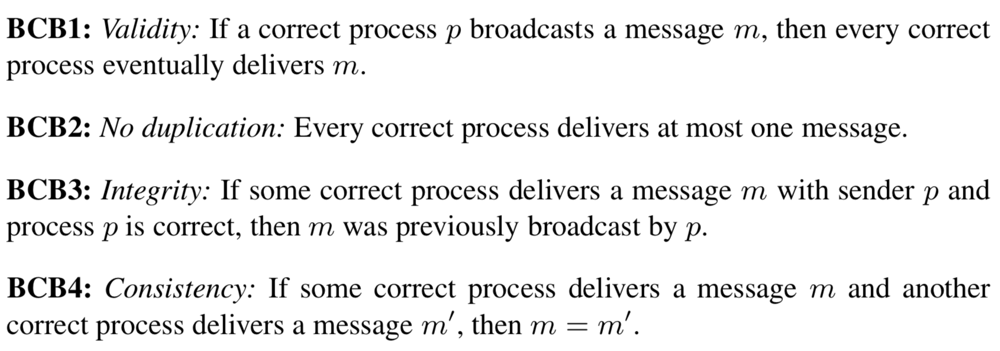 BCB1: Validity: If a correct process p broadcasts a message m, then every correct
process eventually delivers m.
BCB2: No duplication: Every correct process delivers at most one message.
BCB3: Integrity: If some correct process delivers a message m with sender p and
process p is correct, then m was previously broadcast by p.
BCB4: Consistency: If some correct process delivers a message m and another
correct process delivers a message m′, then m = m′.